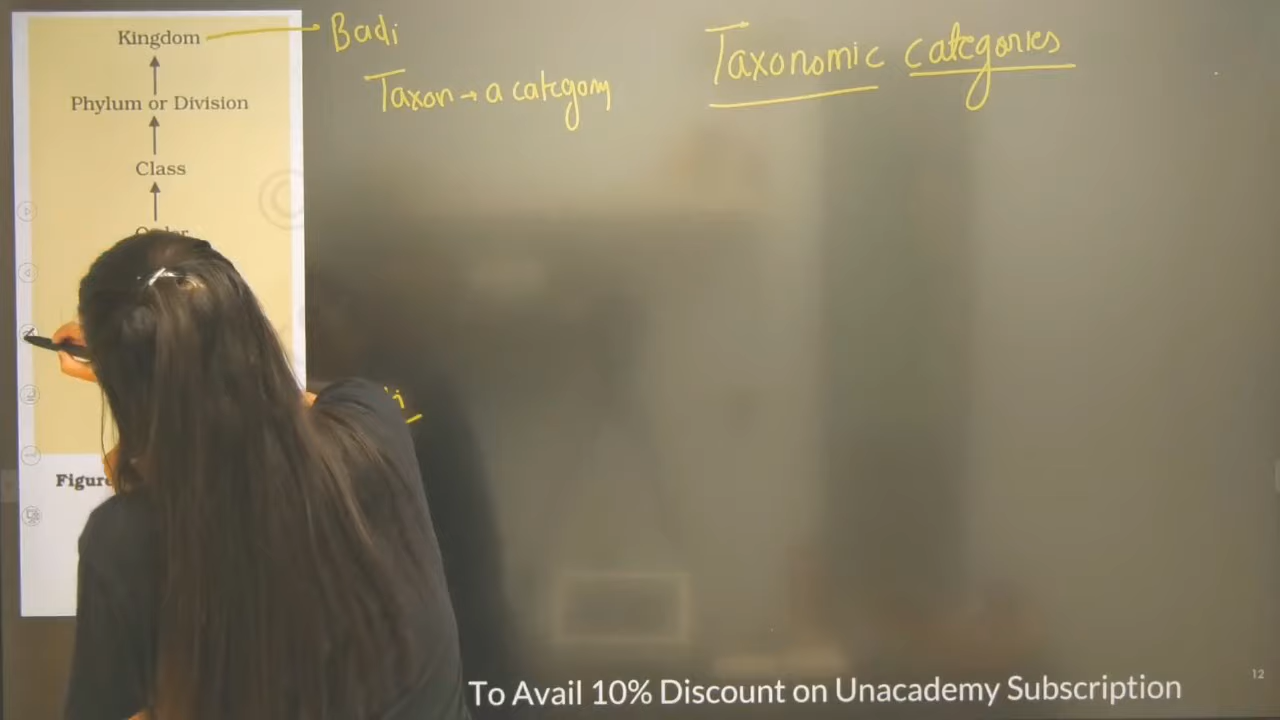 Kingdom
Badi
Taxonomic categories
Taxon → a category
Phylum or Division
Class
To Avail 10% Discount on Unacademy Subscription
12